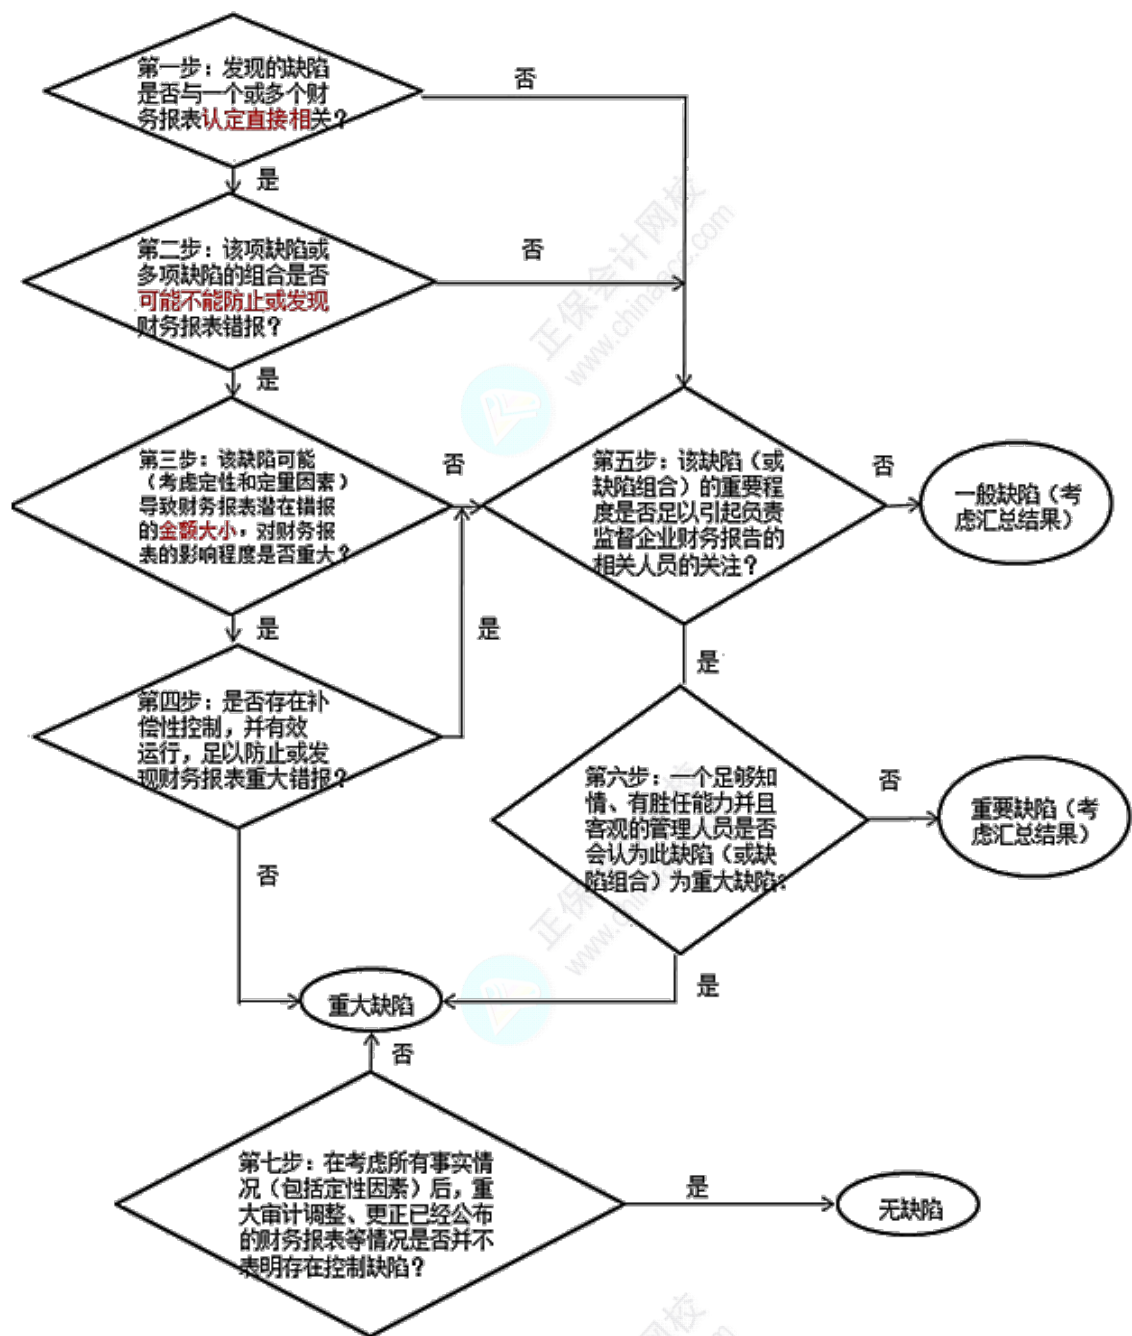 第一步：发现的缺陷
是否与一个或多个财
务报表认定直接相关？
否
是
第二步：该项缺陷或
多项缺陷的组合是否
可能不能防止或发现
财务报表错报？
否
是
第三步：该缺陷可能
（考虑定性和定量因素）
导致财务报表潜在错报
的金额大小，对财务报
表的影响程度是否重大？
否
是
第五步：该缺陷（或
缺陷组合）的重要程
度是否足以引起负责
监督企业财务报告的
相关人员的关注？
否
一般缺陷（考
虑汇总结果）
是
第四步：是否存在补
偿性控制，并有效
运行，足以防止或发
现财务报表重大错报？
是
否
第六步：一个足够知
情、有胜任能力并且
客观的管理人员是否
会认为此缺陷（或缺
陷组合）为重大缺陷？
否
重要缺陷（考
虑汇总结果）
是
重大缺陷
否
第七步：在考虑所有事实情
况（包括定性因素）后，重
大审计调整、更正已经公布
的财务报表等情况是否并不
表明存在控制缺陷？
是
无缺陷
正保会计网校
www.chinaacc.com
正保会计网校